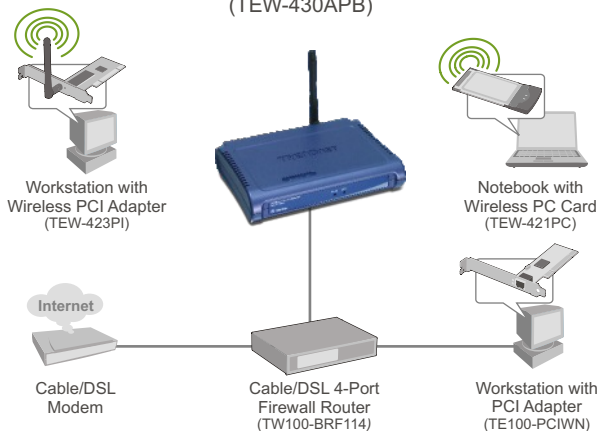 (TEW-430APB)
Workstation with
Wireless PCI Adapter
(TEW-423PI)
TRENDNET
Notebook with
Wireless PC Card
(TEW-421PC)
Internet
Cable/DSL
Modem
Cable/DSL 4-Port
Firewall Router
(TW100-BRF114)
Workstation with
PCI Adapter
(TE100-PCIWN)